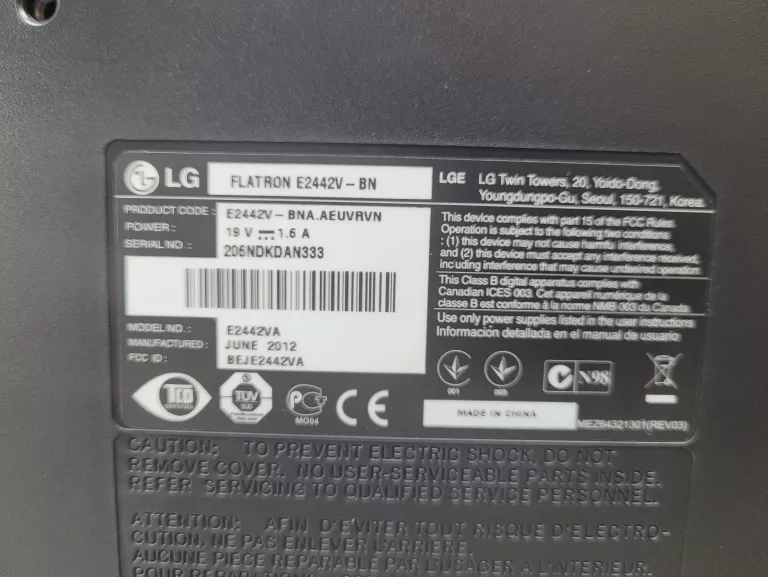 LG
FLATRON E2442V-BN
LGE
LG Twin Towers, 20, Yoido-Dong,
Youngdungpo-Gu, Seoul, 150-721, Korea
PRODUCT CODE :
E2442V-BNA.AEUVRVN
POWER :
19 V 1.6 A
SERIAL NO. :
206NDKDAN333
This device complies with part 15 of the FCC Rules
Operation is subject to the following two conditions
: (1) this device may not cause harmful interference,
and (2) this device must accept any interference received,
including interference that may cause undesired operation
This Class B digital apparatus complies with
Canadian ICES 003. Cet appareil numérique de la
classe B est conforme à la norme NMB 003 du Canada
Use only power supplies listed in the user instructions
Información detallada en el manual de usuario
MODEL NO. :
E2442VA
MANUFACTURED :
JUNE 2012
FCC ID :
BEJE2442VA
TCO
CERTIFIED
TUV
MO04
CE
001
N98
MADE IN CHINA
MEZ64321301(REV03)
CAUTION: TO PREVENT ELECTRIC SHOCK, DO NOT
REMOVE COVER. NO USER-SERVICEABLE PARTS INSIDE.
REFER SERVICING TO QUALIFIED SERVICE PERSONNEL.
ATTENTION: AFIN D'EVITER TOUT RISQUE D'ELECTRO-
CUTION, NE PAS ENLEVER L'ARRIERE.
AUCUNE PIECE REPARABLE PAR L'USAGER A L'INTERIEUR.
POUR REPARATIONS